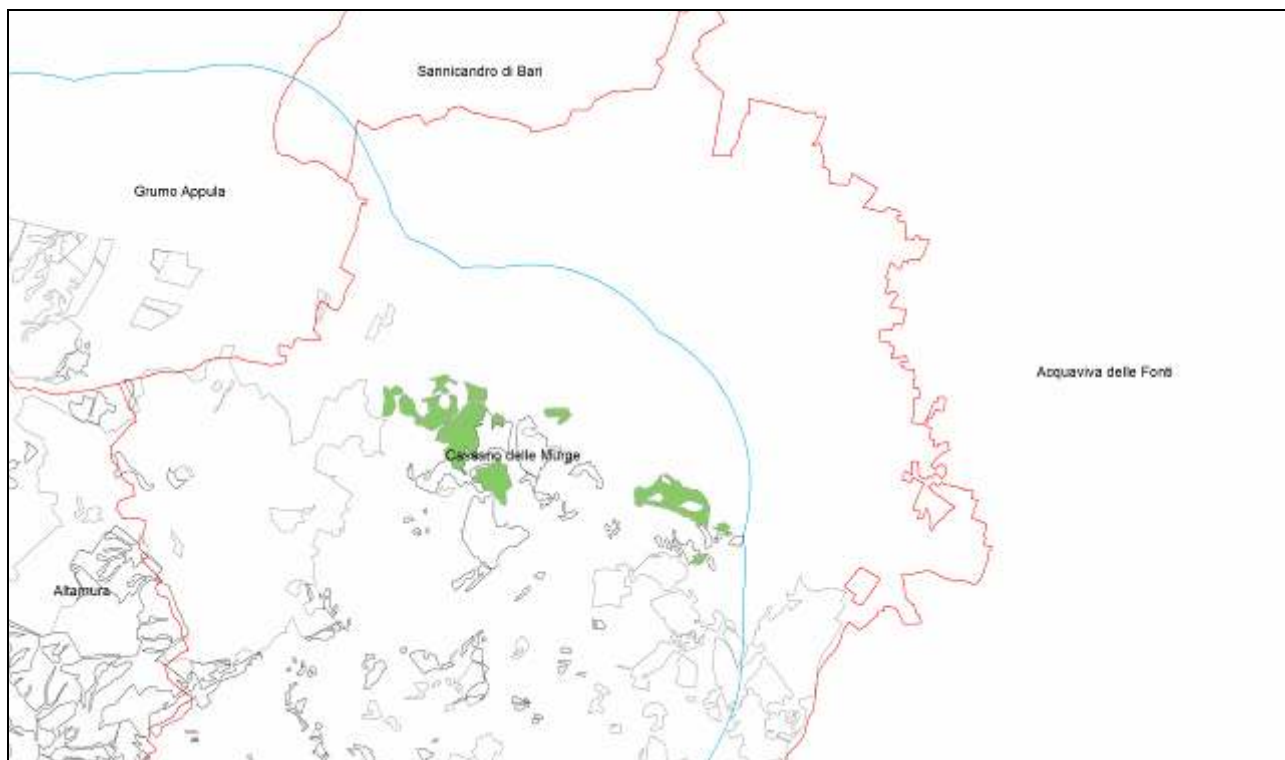 Sannicandro di Bari
Grumo Appula
Acquaviva delle Fonti
Cassano delle Murge
Altamura